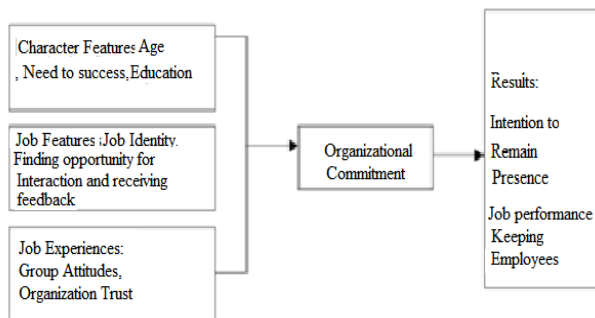 Character Features Age
, Need to success, Education
Job Features :Job Identity.
Finding opportunity for
Interaction and receiving
feedback
Job Experiences:
Group Attitudes,
Organization Trust
Organizational
Commitment
Results:
Intention to
Remain
Presence
Job performance
Keeping
Employees